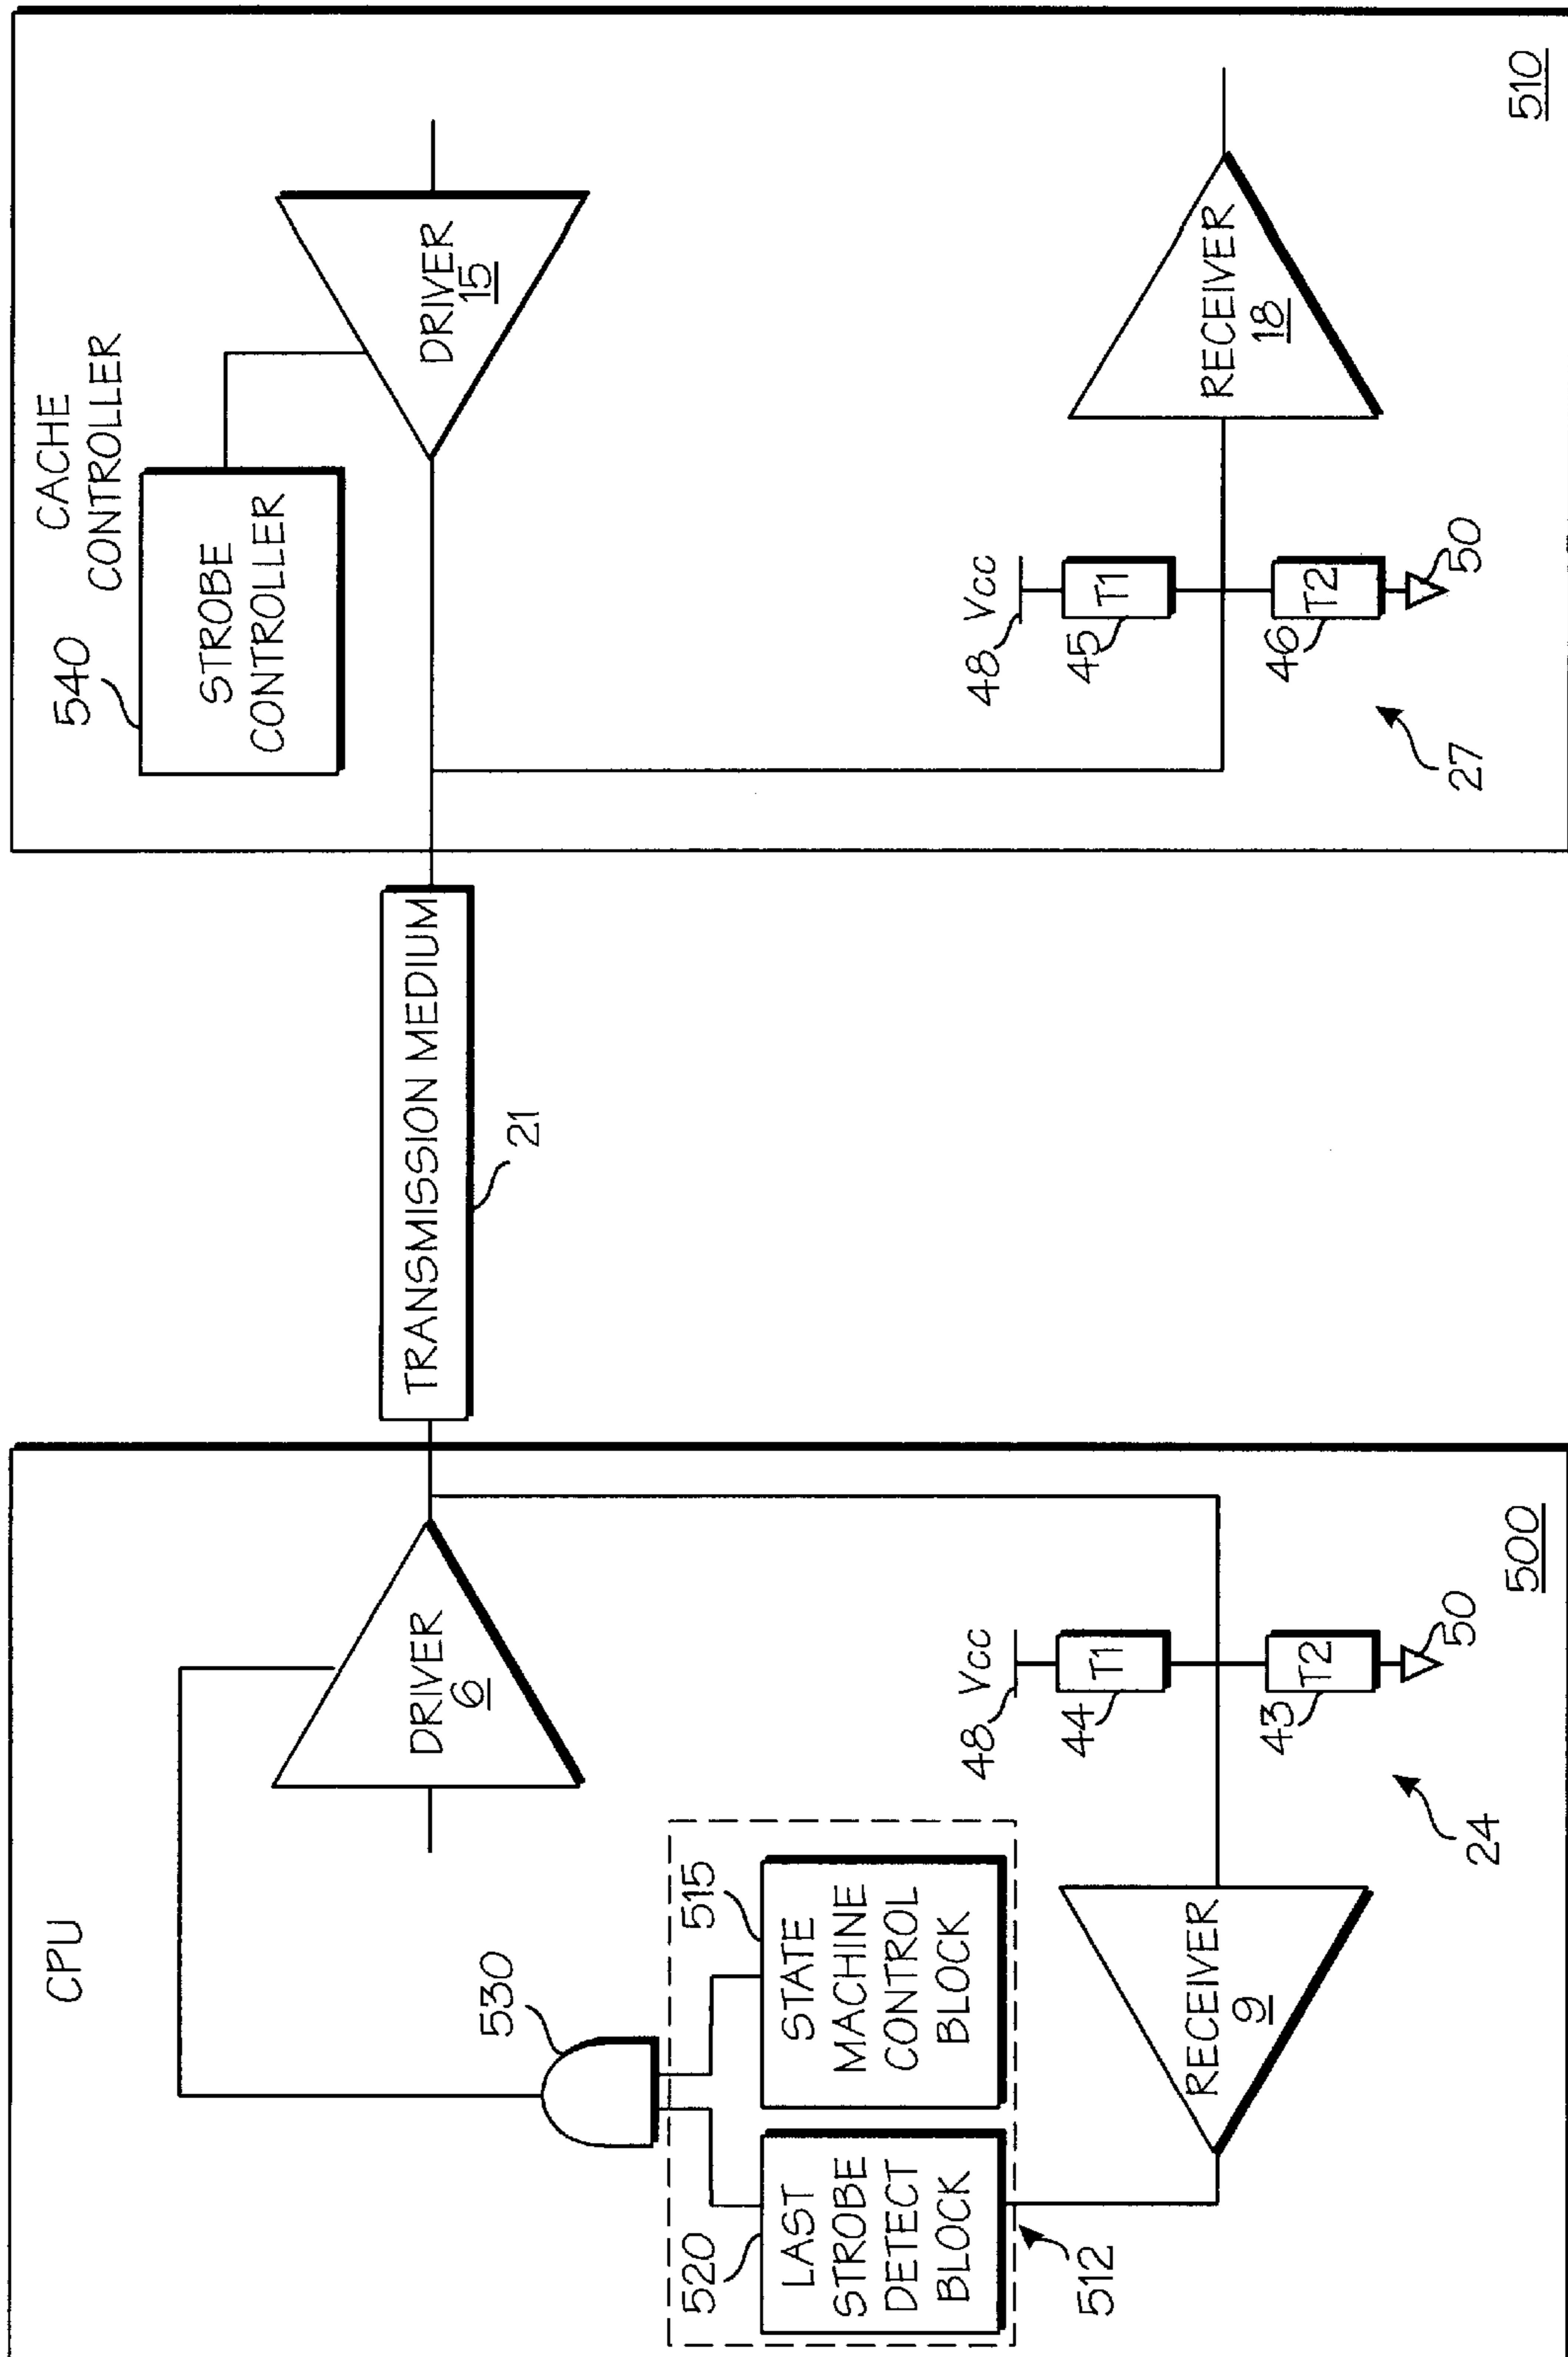 CPU
DRIVER
6
530
515
STATE
MACHINE
CONTROL
BLOCK
520
LAST
STROBE
DETECT
BLOCK
512
RECEIVER
9
48
Vcc
44
T1
43
T2
50
24
500
TRANSMISSION MEDIUM
21
CACHE
CONTROLLER
540
STROBE
CONTROLLER
DRIVER
15
48
Vcc
45
T1
46
T2
50
27
RECEIVER
18
510